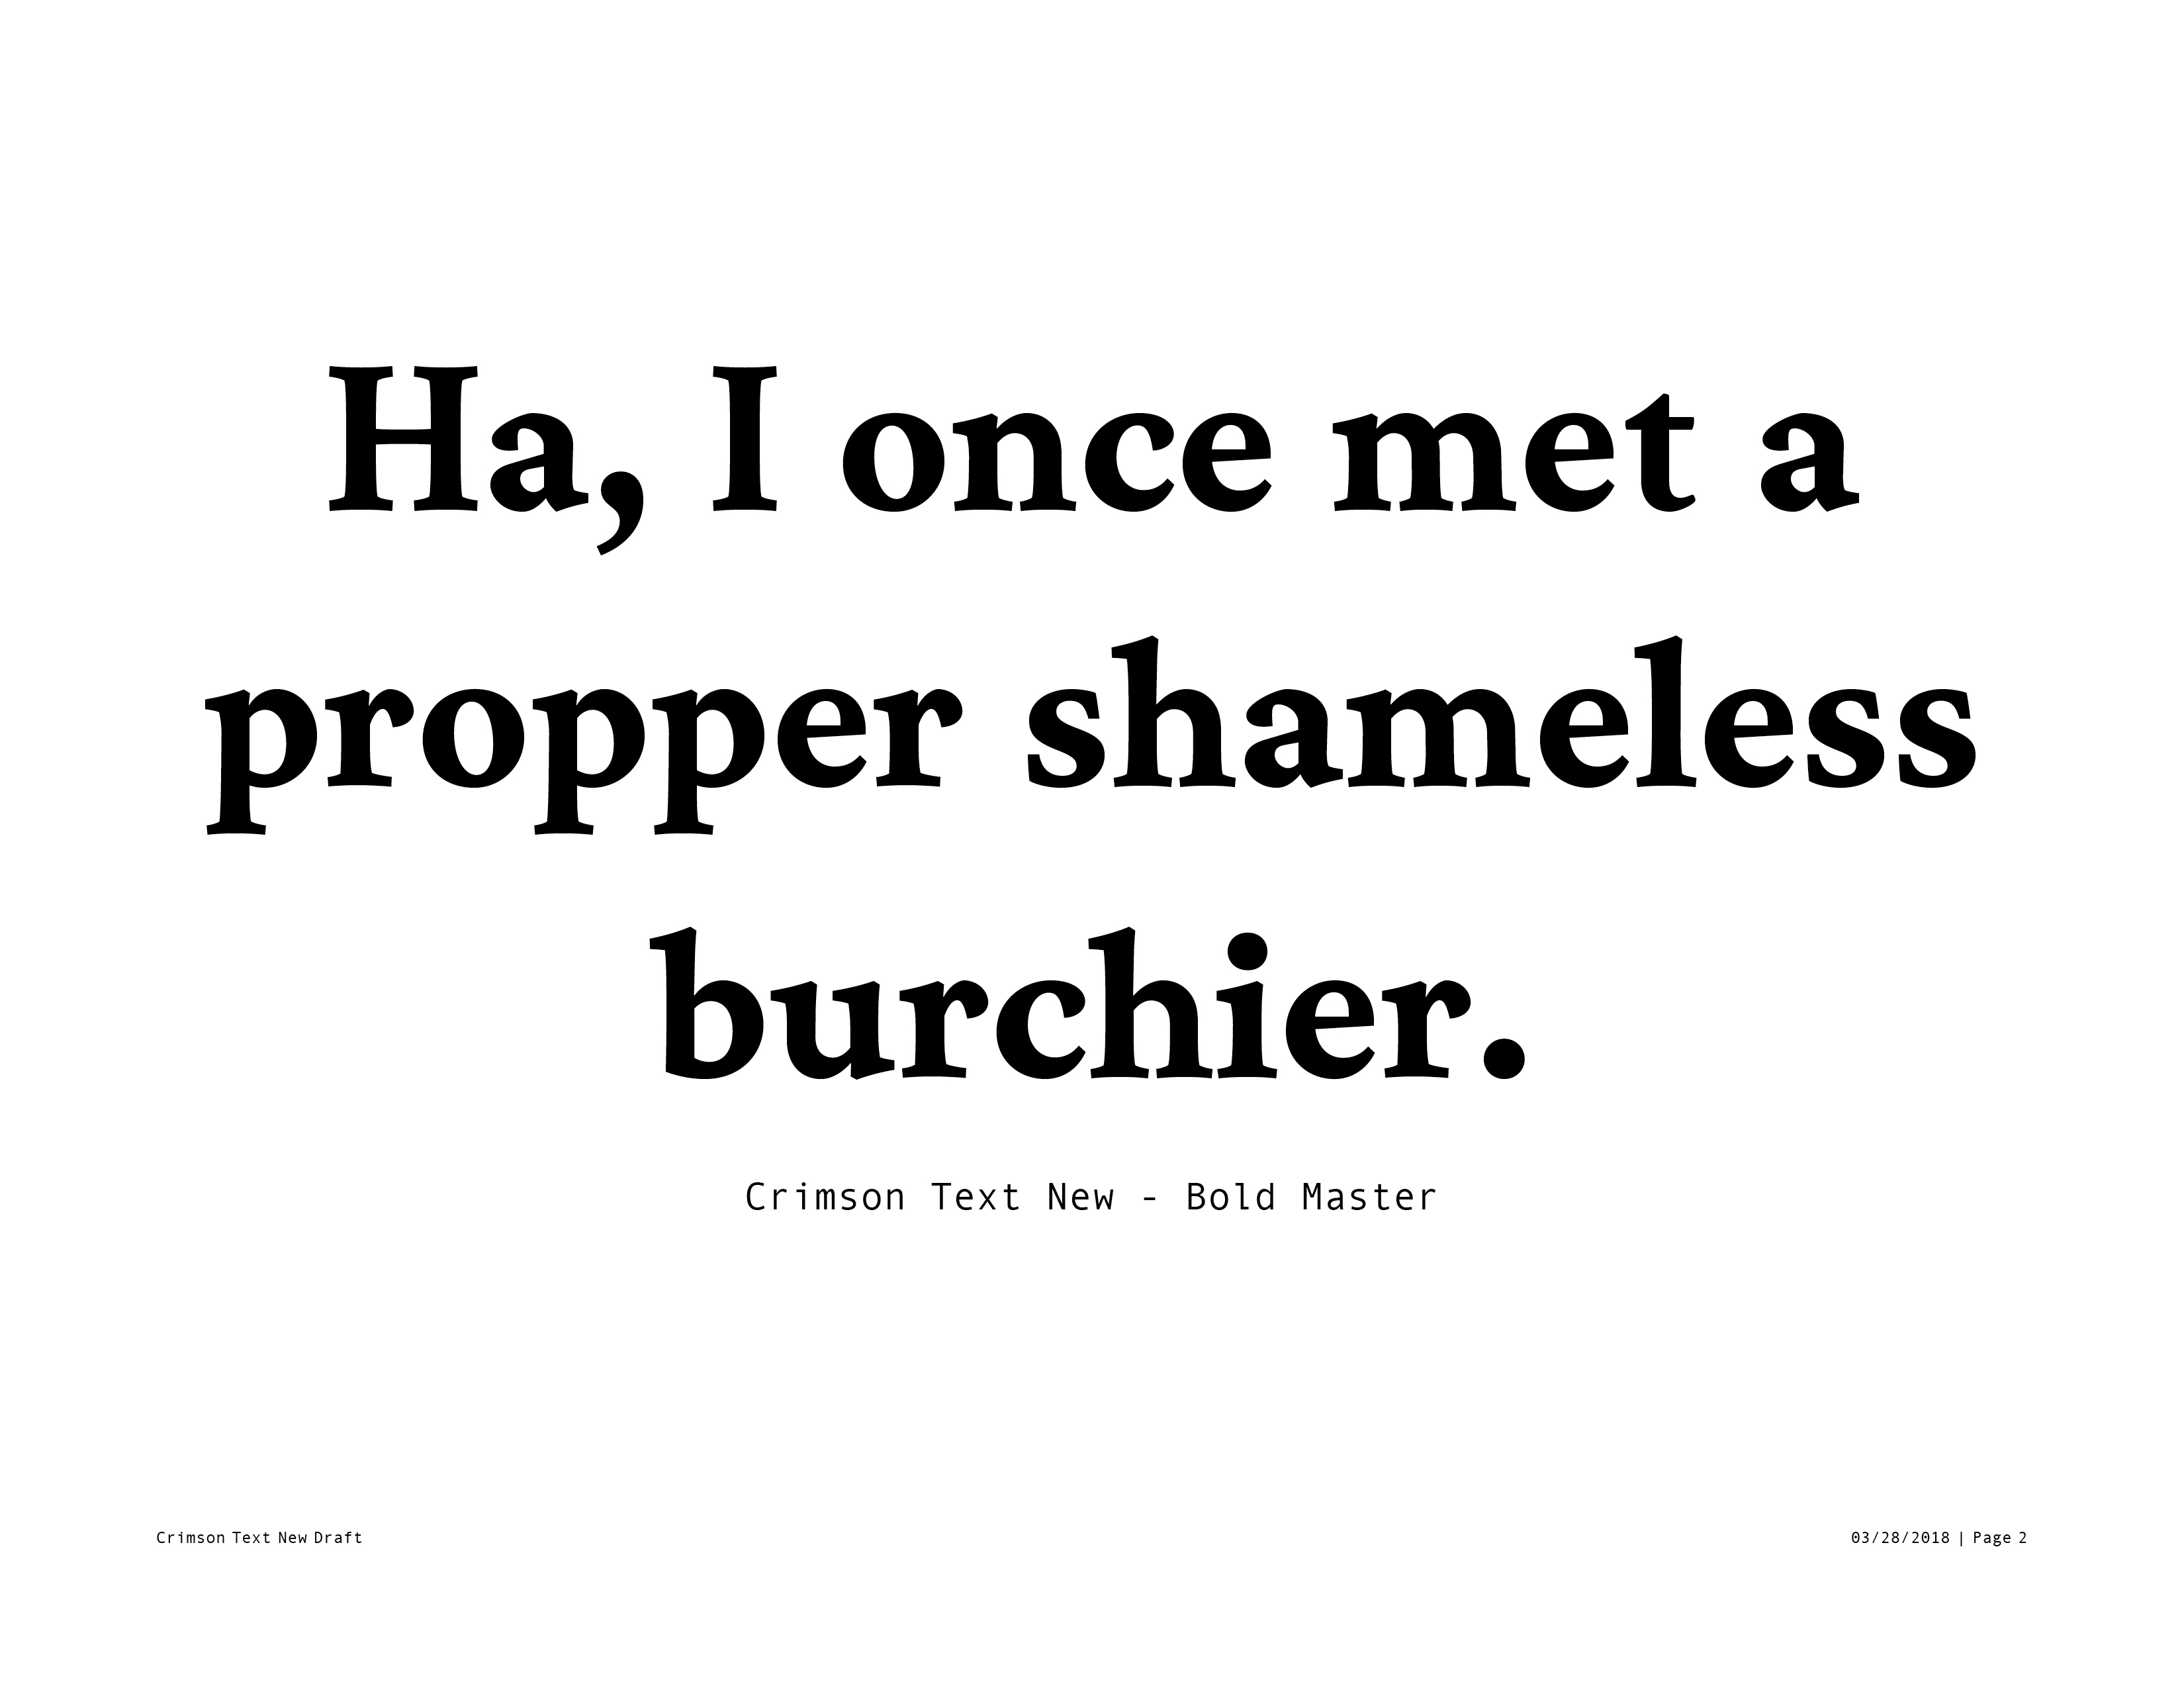 Ha, I once met a
propper shameless
burchier.
Crimson Text New - Bold Master
Crimson Text New Draft
03/28/2018 | Page 2